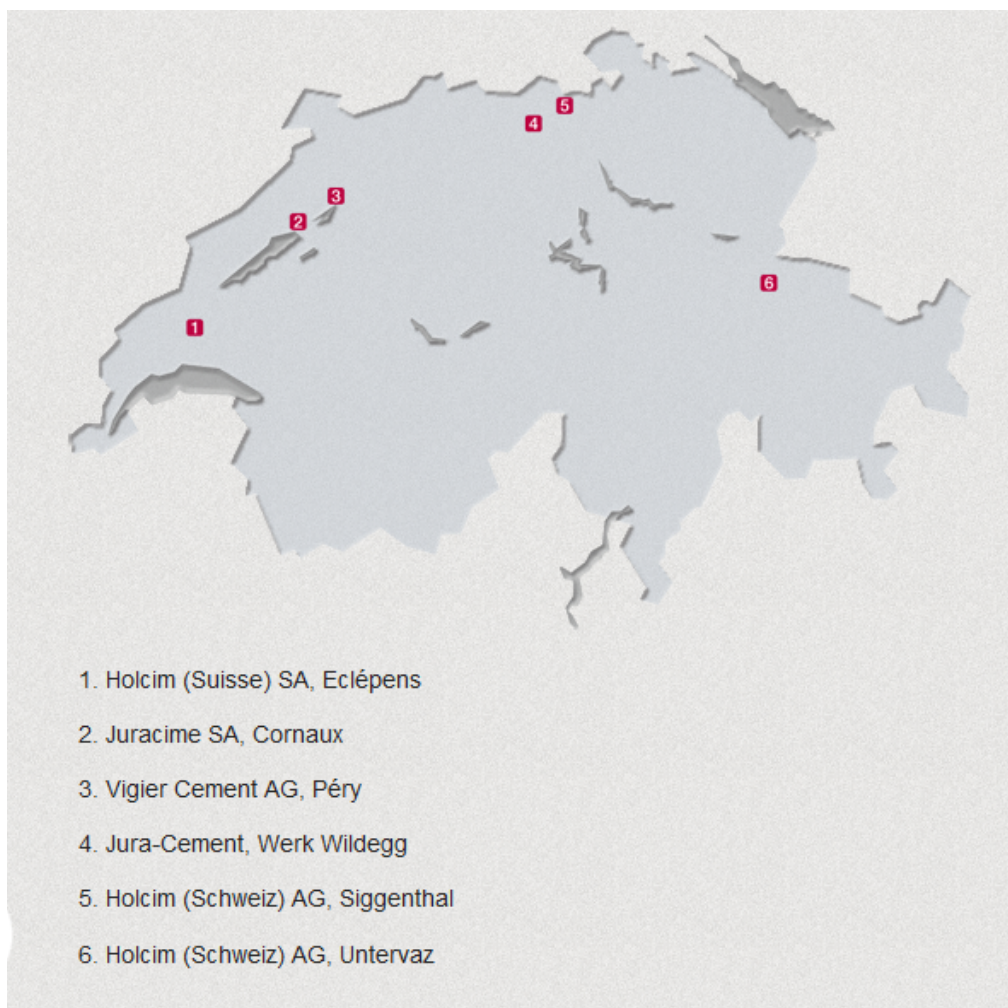 5
4
3
2
6
1
1. Holcim (Suisse) SA, Eclépens
2. Juracime SA, Cornaux
3. Vigier Cement AG, Péry
4. Jura-Cement, Werk Wildegg
5. Holcim (Schweiz) AG, Siggenthal
6. Holcim (Schweiz) AG, Untervaz